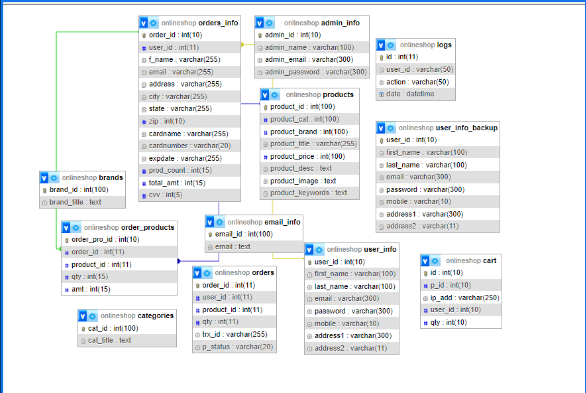 onlineshop orders_info
order_id : int(10)
user_id : int(11)
f_name : varchar(255)
email : varchar(255)
address : varchar(255)
city : varchar(255)
state : varchar(255)
zip : int(10)
cardname : varchar(255)
cardnumber : varchar(20)
expdate : varchar(255)
prod_count : int(15)
total_amt : int(15)
cvv : int(5)
onlineshop admin_info
admin_id : int(10)
admin_name : varchar(100)
admin_email : varchar(300)
admin_password : varchar(300)
onlineshop logs
id : int(11)
user_id : varchar(50)
action : varchar(50)
date : datetime
onlineshop products
product_id : int(100)
product_cat : int(100)
product_brand : int(100)
product_title : varchar(255)
product_price : int(100)
product_desc : text
product_image : text
product_keywords : text
onlineshop user_info_backup
user_id : int(10)
first_name : varchar(100)
last_name : varchar(100)
email : varchar(300)
password : varchar(300)
mobile : varchar(10)
address1 : varchar(300)
address2 : varchar(11)
onlineshop brands
brand_id : int(100)
brand_title : text
onlineshop order_products
order_pro_id : int(10)
order_id : int(11)
product_id : int(11)
qty : int(15)
amt : int(15)
onlineshop email_info
email_id : int(100)
email : text
onlineshop user_info
user_id : int(10)
first_name : varchar(100)
last_name : varchar(100)
email : varchar(300)
password : varchar(300)
mobile : varchar(10)
address1 : varchar(300)
address2 : varchar(11)
onlineshop cart
id : int(10)
p_id : int(10)
ip_add : varchar(250)
user_id : int(10)
qty : int(10)
onlineshop orders
order_id : int(11)
user_id : int(11)
product_id : int(11)
qty : int(11)
trx_id : varchar(255)
p_status : varchar(20)
onlineshop categories
cat_id : int(100)
cat_title : text